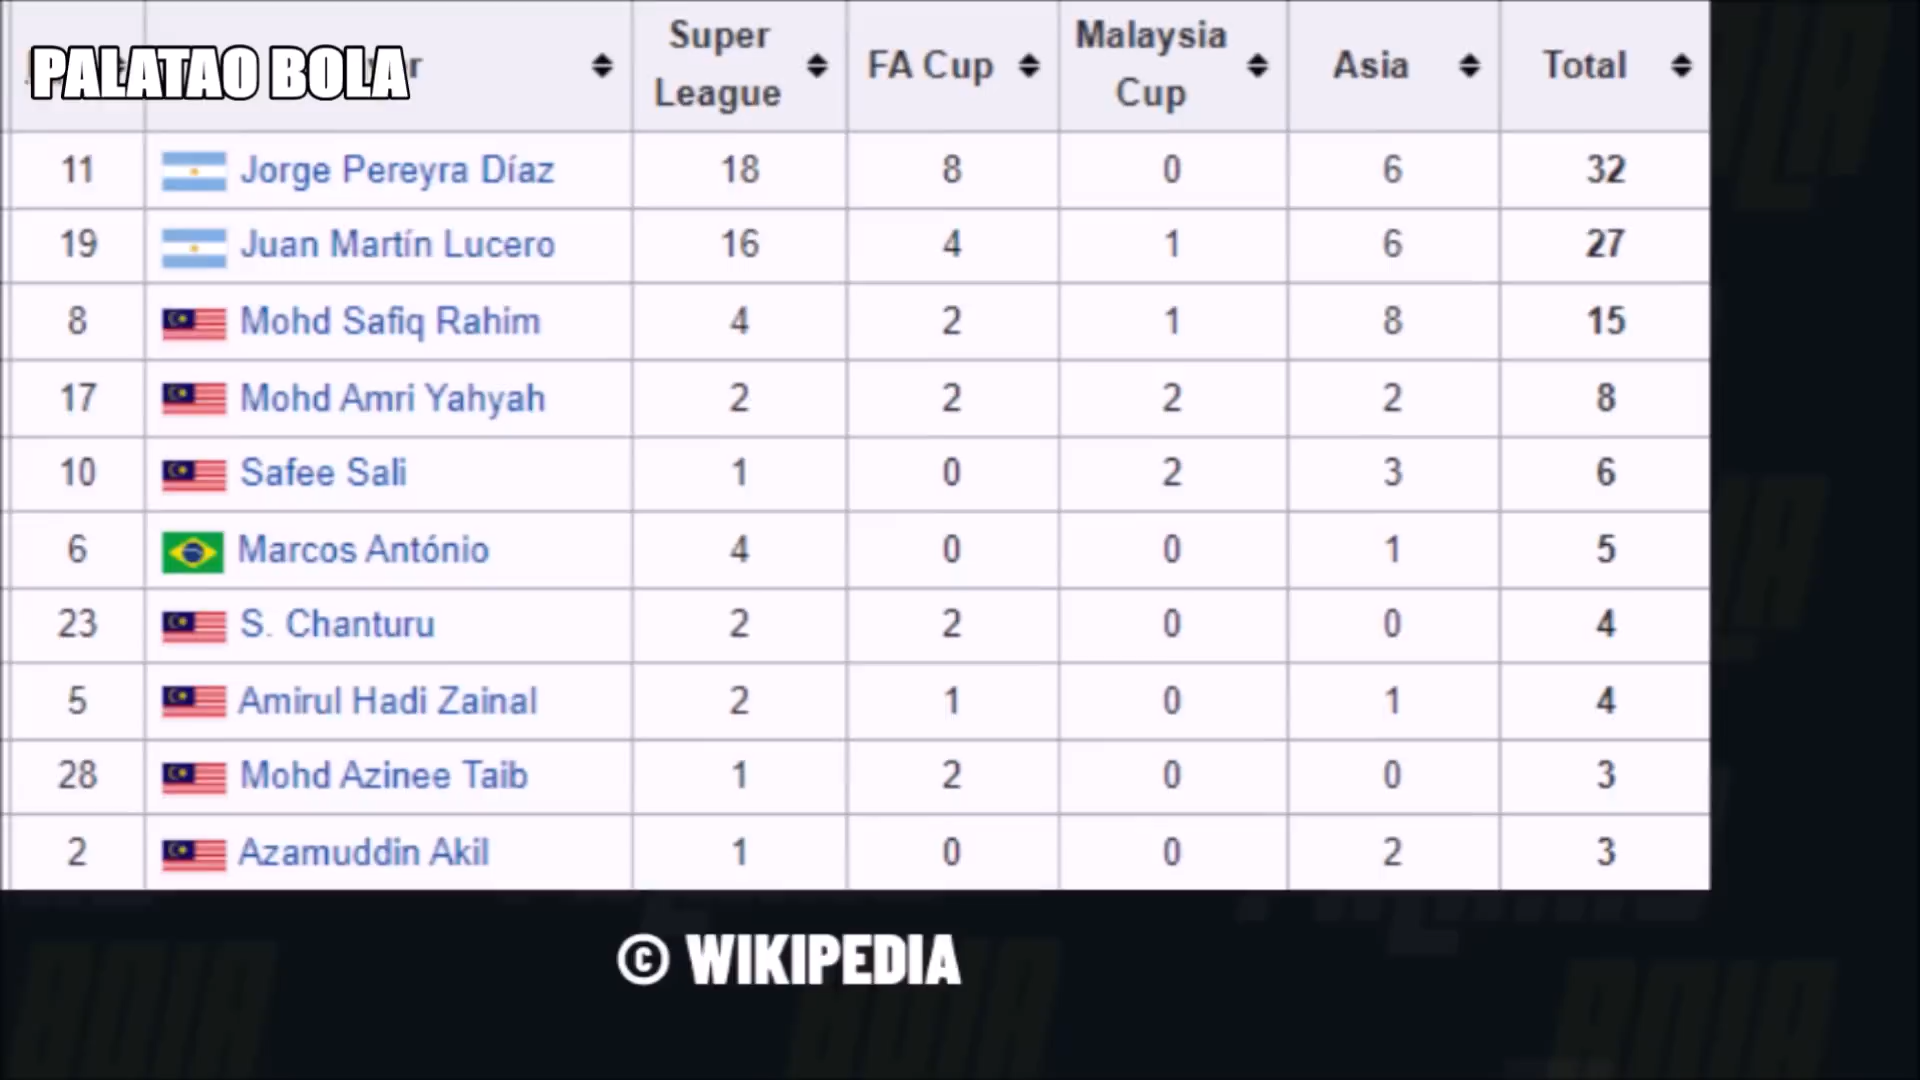 PALATAO BOLA
Super League FA Cup Malaysia Cup Asia Total
11 Jorge Pereyra Díaz 18 8 0 6 32
19 Juan Martín Lucero 16 4 1 6 27
8 Mohd Safiq Rahim 4 2 1 8 15
17 Mohd Amri Yahyah 2 2 2 2 8
10 Safee Sali 1 0 2 3 6
6 Marcos António 4 0 0 1 5
23 S. Chanturu 2 2 0 0 4
5 Amirul Hadi Zainal 2 1 0 1 4
28 Mohd Azinee Taib 1 2 0 0 3
2 Azamuddin Akil 1 0 0 2 3
© WIKIPEDIA